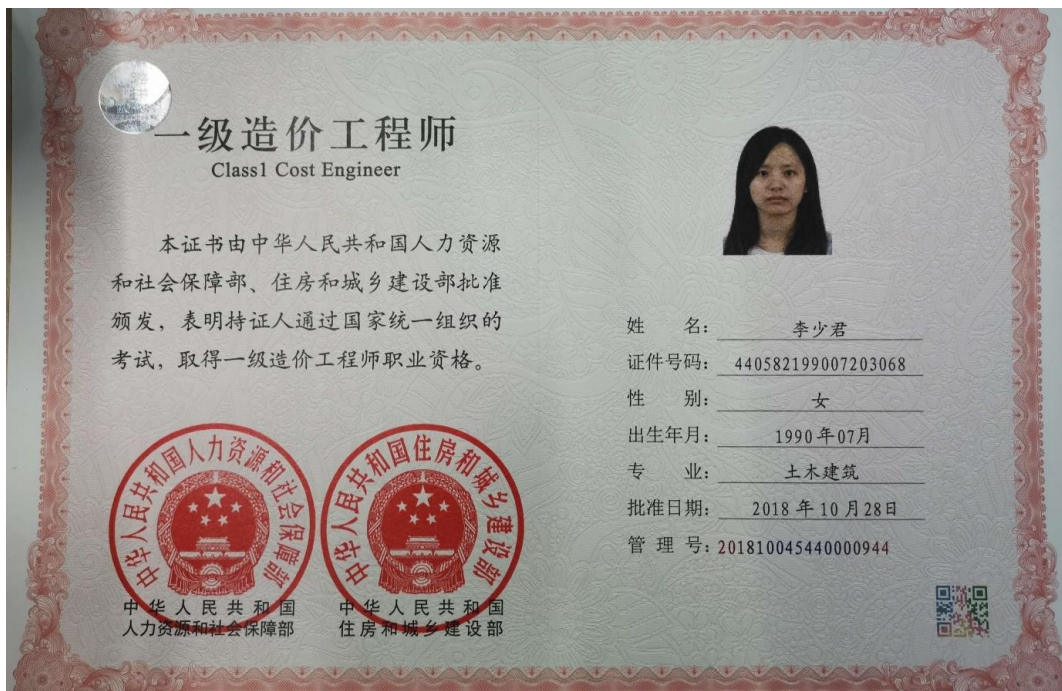 一级造价工程师
Class1 Cost Engineer
本证书由中华人民共和国人力资源
和社会保障部、住房和城乡建设部批准
颁发，表明持证人通过国家统一组织的
考试，取得一级造价工程师职业资格。
中华人民共和国人力资源和社会保障部
中华人民共和国住房和城乡建设部
中华人民共和国
人力资源和社会保障部
中华人民共和国
住房和城乡建设部
姓 名： 李少君
证件号码： 440582199007203068
性 别： 女
出生年月： 1990年07月
专 业： 土木建筑
批准日期： 2018年10月28日
管 理 号：201810045440000944